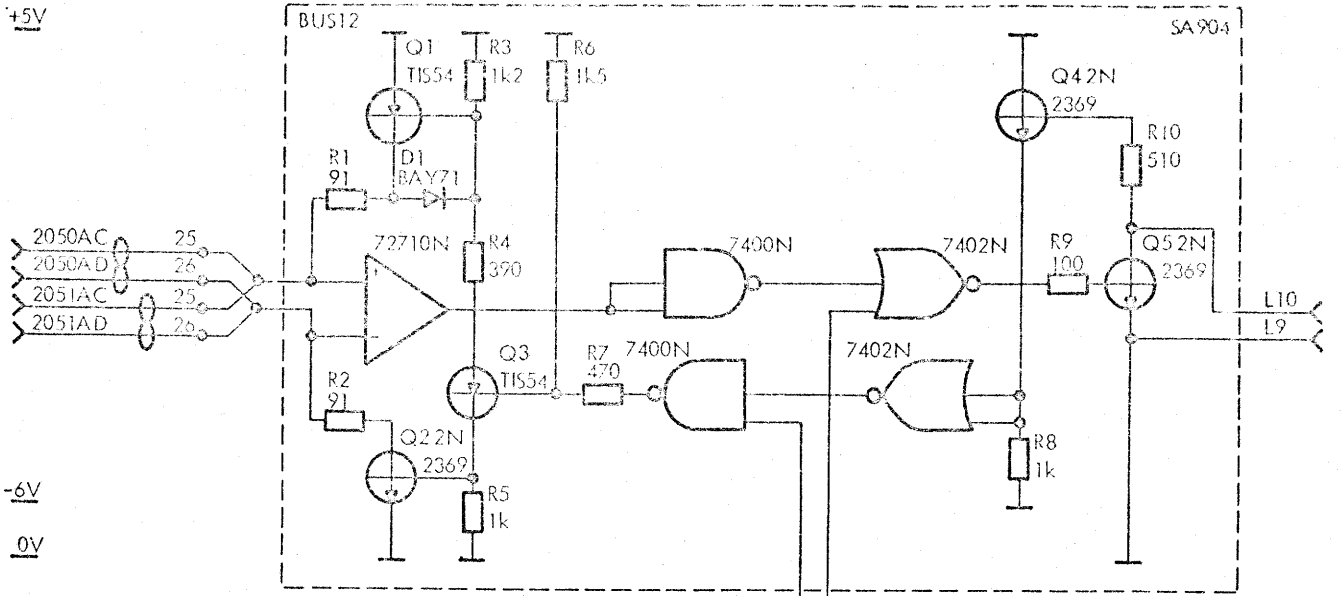 +5V
BUS12
SA904
Q1
TIS54
R3
1k2
R6
1k5
Q42N
2369
R10
510
R1
91
D1
BAY71
2050AC 25
2050AD 26
2051AC 25
2051AD 26
72710N
R4
390
7400N
7402N
R9
100
Q52N
2369
L10
L9
Q3
TIS54
R7
470
7400N
7402N
R2
91
Q22N
2369
R5
1k
R8
1k
-6V
0V